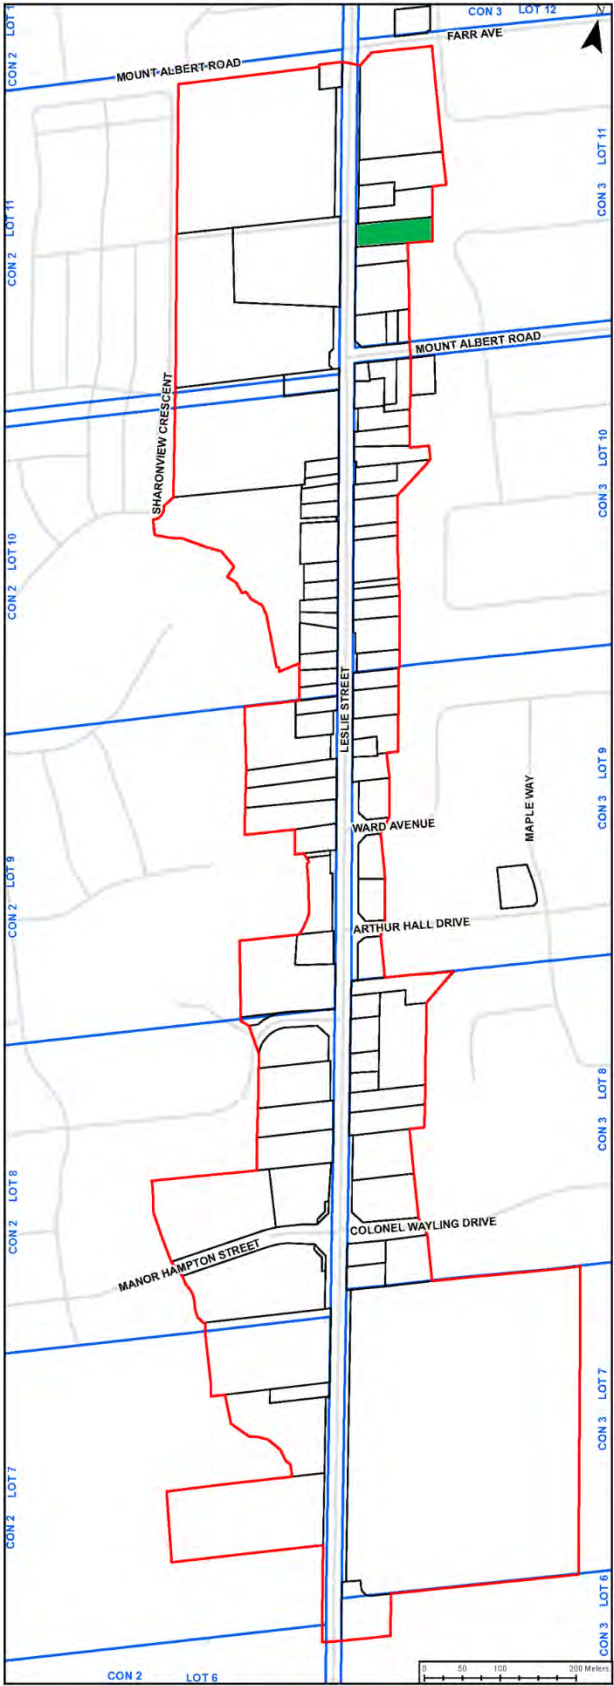 CON 3 LOT 12
N
FARR AVE
MOUNT ALBERT ROAD
CON 2 LOT 1
CON 3 LOT 11
CON 2 LOT 11
MOUNT ALBERT ROAD
SHARONVIEW CRESCENT
CON 3 LOT 10
CON 2 LOT 10
LESLIE STREET
CON 3 LOT 9
MAPLE WAY
WARD AVENUE
CON 2 LOT 9
ARTHUR HALL DRIVE
CON 3 LOT 8
CON 2 LOT 8
COLONEL WAYLING DRIVE
MANOR HAMPTON STREET
CON 3 LOT 7
CON 2 LOT 7
CON 3 LOT 6
CON 2 LOT 6
0 50 100 200 Meters